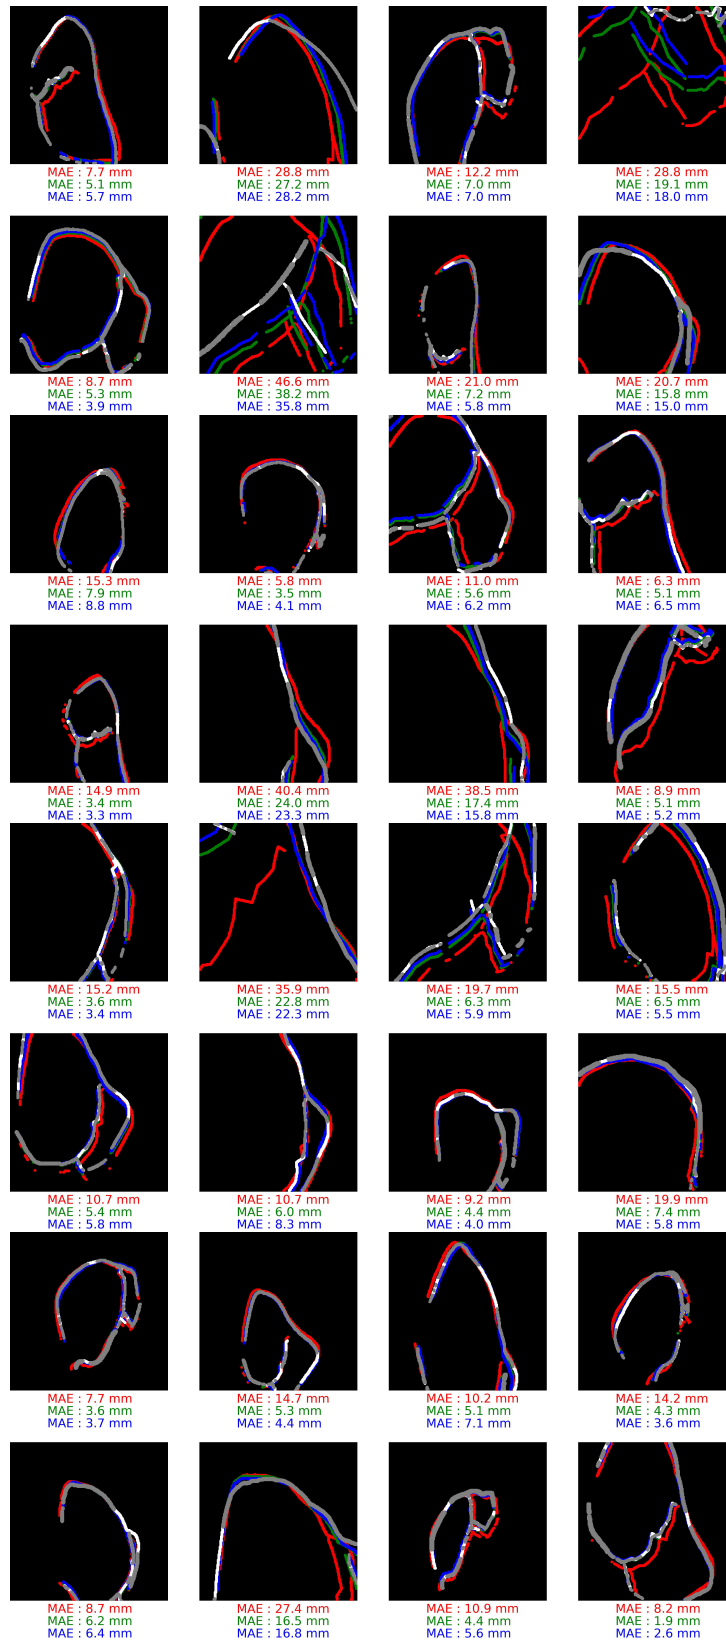 MAE : 7.7 mm
MAE : 5.1 mm
MAE : 5.7 mm
MAE : 28.8 mm
MAE : 27.2 mm
MAE : 28.2 mm
MAE : 12.2 mm
MAE : 7.0 mm
MAE : 7.0 mm
MAE : 28.8 mm
MAE : 19.1 mm
MAE : 18.0 mm
MAE : 8.7 mm
MAE : 5.3 mm
MAE : 3.9 mm
MAE : 46.6 mm
MAE : 38.2 mm
MAE : 35.8 mm
MAE : 21.0 mm
MAE : 7.2 mm
MAE : 5.8 mm
MAE : 20.7 mm
MAE : 15.8 mm
MAE : 15.0 mm
MAE : 15.3 mm
MAE : 7.9 mm
MAE : 8.8 mm
MAE : 5.8 mm
MAE : 3.5 mm
MAE : 4.1 mm
MAE : 11.0 mm
MAE : 5.6 mm
MAE : 6.2 mm
MAE : 6.3 mm
MAE : 5.1 mm
MAE : 6.5 mm
MAE : 14.9 mm
MAE : 3.4 mm
MAE : 3.3 mm
MAE : 40.4 mm
MAE : 24.0 mm
MAE : 23.3 mm
MAE : 38.5 mm
MAE : 17.4 mm
MAE : 15.8 mm
MAE : 8.9 mm
MAE : 5.1 mm
MAE : 5.2 mm
MAE : 15.2 mm
MAE : 3.6 mm
MAE : 3.4 mm
MAE : 35.9 mm
MAE : 22.8 mm
MAE : 22.3 mm
MAE : 19.7 mm
MAE : 6.3 mm
MAE : 5.9 mm
MAE : 15.5 mm
MAE : 6.5 mm
MAE : 5.5 mm
MAE : 10.7 mm
MAE : 5.4 mm
MAE : 5.8 mm
MAE : 10.7 mm
MAE : 6.0 mm
MAE : 8.3 mm
MAE : 9.2 mm
MAE : 4.4 mm
MAE : 4.0 mm
MAE : 19.9 mm
MAE : 7.4 mm
MAE : 5.8 mm
MAE : 7.7 mm
MAE : 3.6 mm
MAE : 3.7 mm
MAE : 14.7 mm
MAE : 5.3 mm
MAE : 4.4 mm
MAE : 10.2 mm
MAE : 5.1 mm
MAE : 7.1 mm
MAE : 14.2 mm
MAE : 4.3 mm
MAE : 3.6 mm
MAE : 8.7 mm
MAE : 6.2 mm
MAE : 6.4 mm
MAE : 27.4 mm
MAE : 16.5 mm
MAE : 16.8 mm
MAE : 10.9 mm
MAE : 4.4 mm
MAE : 5.6 mm
MAE : 8.2 mm
MAE : 1.9 mm
MAE : 2.6 mm